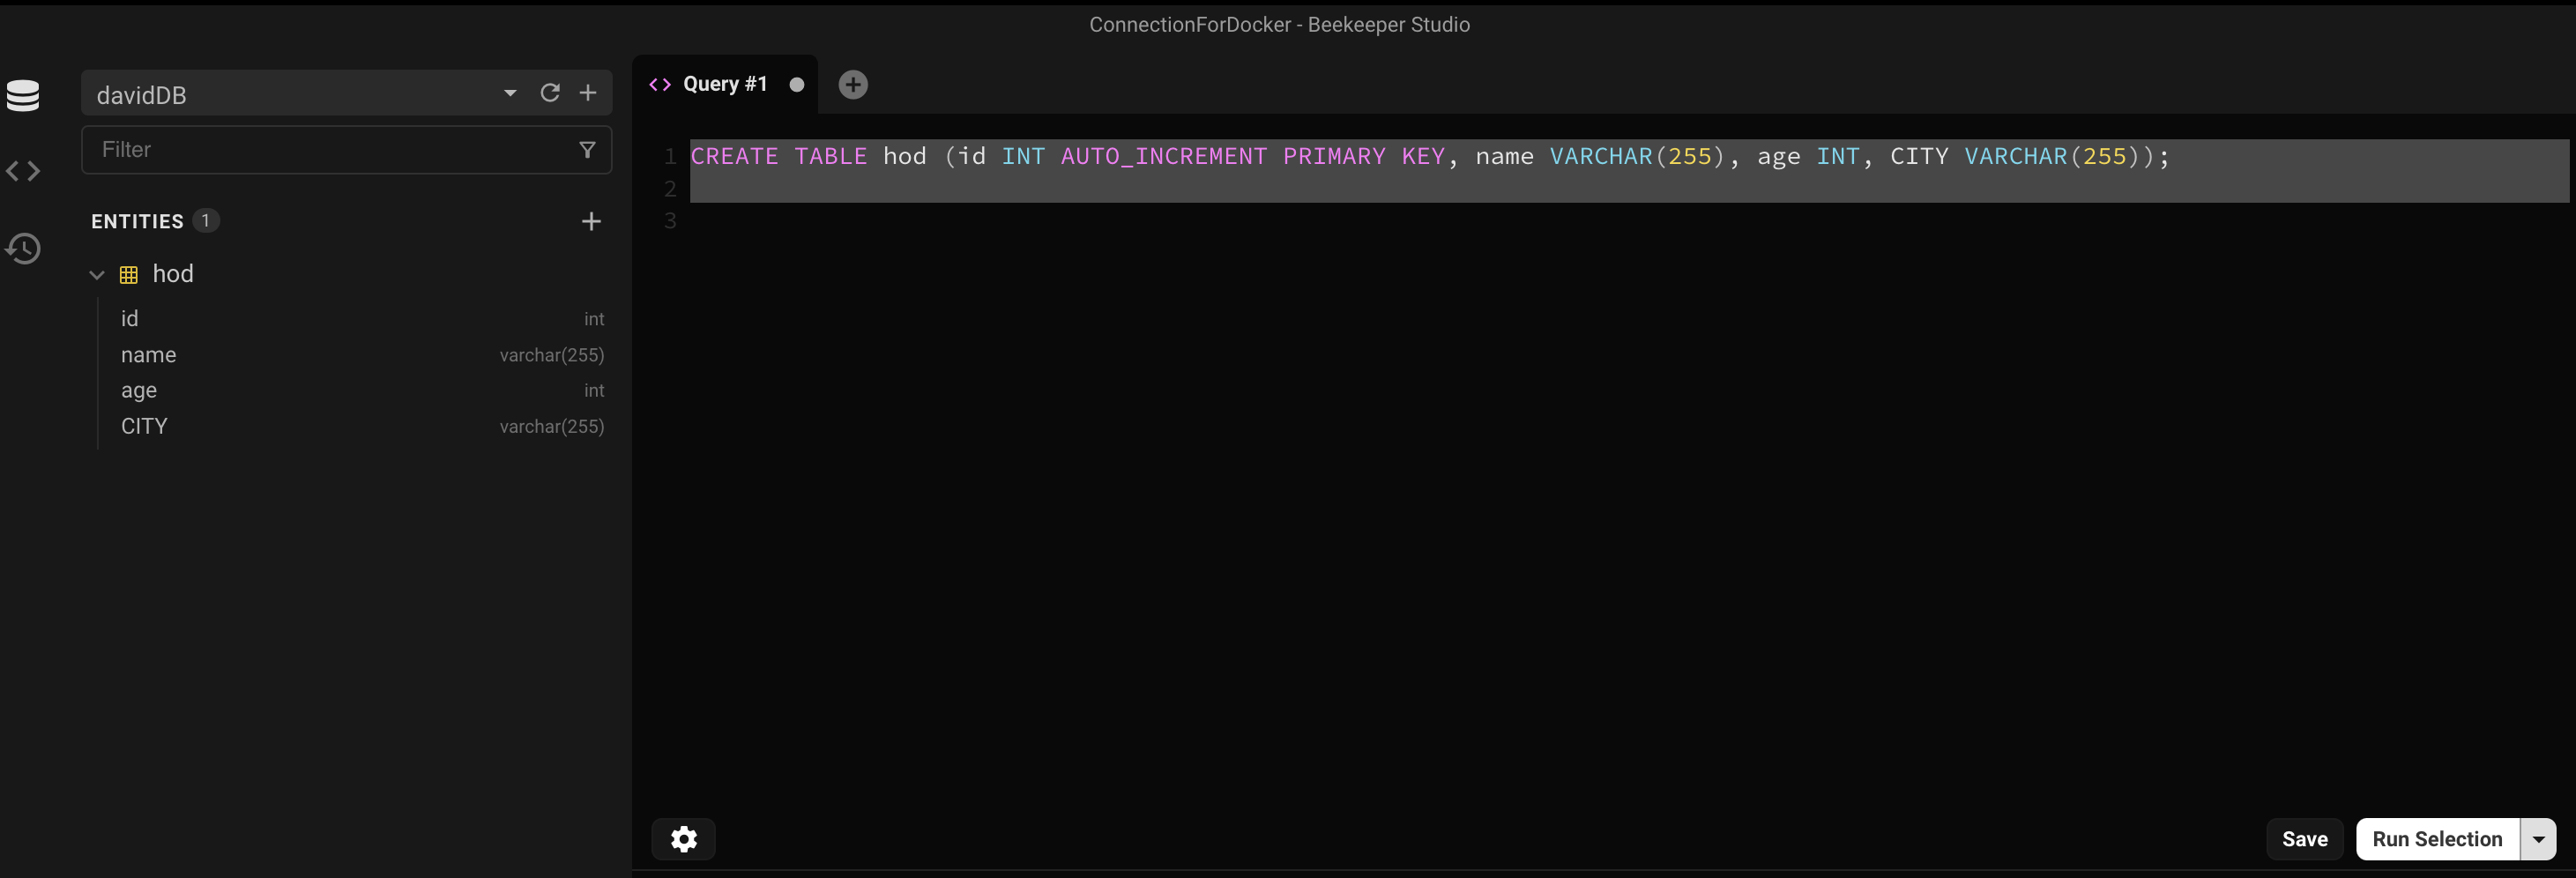 ConnectionForDocker - Beekeeper Studio
davidDB
Filter
ENTITIES 1
hod
id int
name varchar(255)
age int
CITY varchar(255)
Query #1
1 CREATE TABLE hod (id INT AUTO_INCREMENT PRIMARY KEY, name VARCHAR(255), age INT, CITY VARCHAR(255));
2
3
Save
Run Selection